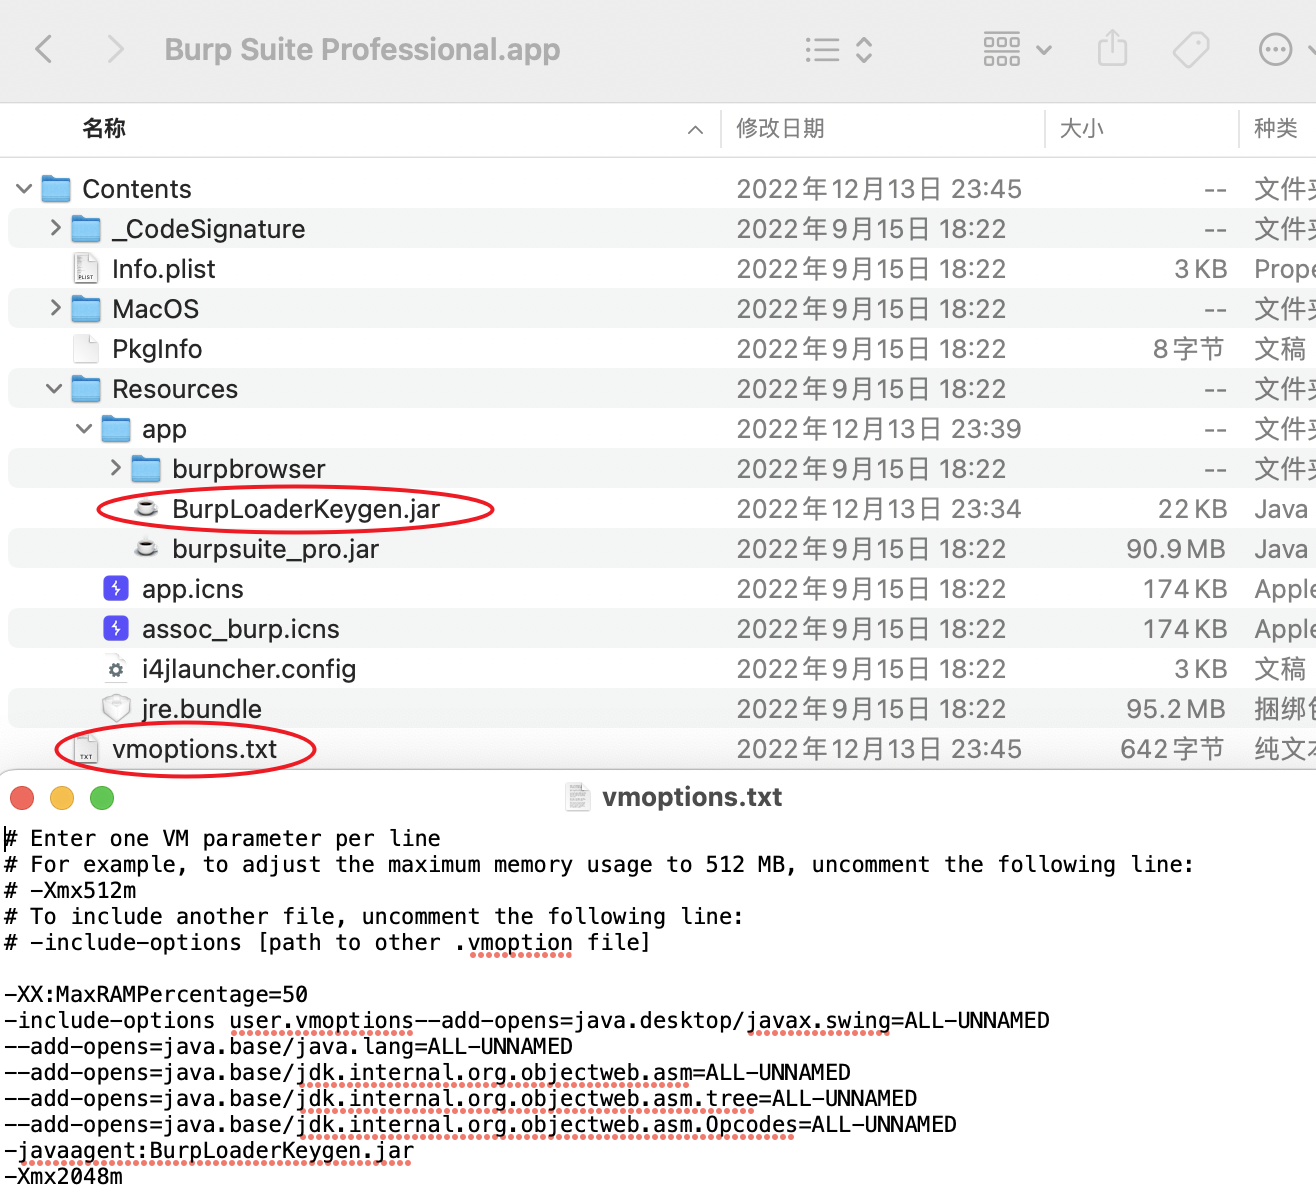 Burp Suite Professional.app
名称 修改日期 大小 种类
Contents 2022年12月13日 23:45 -- 文件夹
_CodeSignature 2022年9月15日 18:22 -- 文件夹
Info.plist 2022年9月15日 18:22 3 KB Prope
MacOS 2022年9月15日 18:22 -- 文件夹
PkgInfo 2022年9月15日 18:22 8字节 文稿
Resources 2022年9月15日 18:22 -- 文件夹
app 2022年12月13日 23:39 -- 文件夹
burpbrowser 2022年9月15日 18:22 -- 文件夹
BurpLoaderKeygen.jar 2022年12月13日 23:34 22 KB Java
burpsuite_pro.jar 2022年9月15日 18:22 90.9 MB Java
app.icns 2022年9月15日 18:22 174 KB Apple
assoc_burp.icns 2022年9月15日 18:22 174 KB Apple
i4jlauncher.config 2022年9月15日 18:22 3 KB 文稿
jre.bundle 2022年9月15日 18:22 95.2 MB 捆绑包
vmoptions.txt 2022年12月13日 23:45 642字节 纯文本
vmoptions.txt
# Enter one VM parameter per line
# For example, to adjust the maximum memory usage to 512 MB, uncomment the following line:
# -Xmx512m
# To include another file, uncomment the following line:
# -include-options [path to other .vmoption file]
-XX:MaxRAMPercentage=50
-include-options user.vmoptions--add-opens=java.desktop/javax.swing=ALL-UNNAMED
--add-opens=java.base/java.lang=ALL-UNNAMED
--add-opens=java.base/jdk.internal.org.objectweb.asm=ALL-UNNAMED
--add-opens=java.base/jdk.internal.org.objectweb.asm.tree=ALL-UNNAMED
--add-opens=java.base/jdk.internal.org.objectweb.asm.Opcodes=ALL-UNNAMED
-javaagent:BurpLoaderKeygen.jar
-Xmx2048m